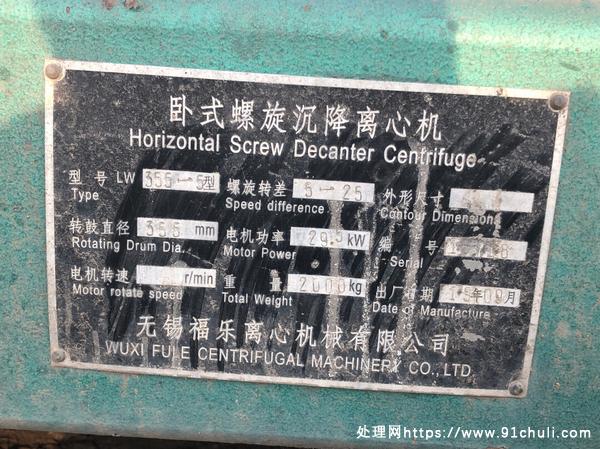 卧式螺旋沉降离心机
Horizontal Screw Decanter Centrifuge
型号 LW 355-5型 螺旋转差 5-25 外形尺寸
Type Speed difference Contour Dimensions
转鼓直径 355 mm 电机功率 kW 编号
Rotating Drum Dia. Motor Power Serial
电机转速 r/min 重量 2000kg 出厂日期 15年09月
Motor rotate speed Total Weight Date of Manufacture
无锡福乐离心机械有限公司
WUXI FULE CENTRIFUGAL MACHINERY CO.,LTD.
处理网https://www.91chuli.com/